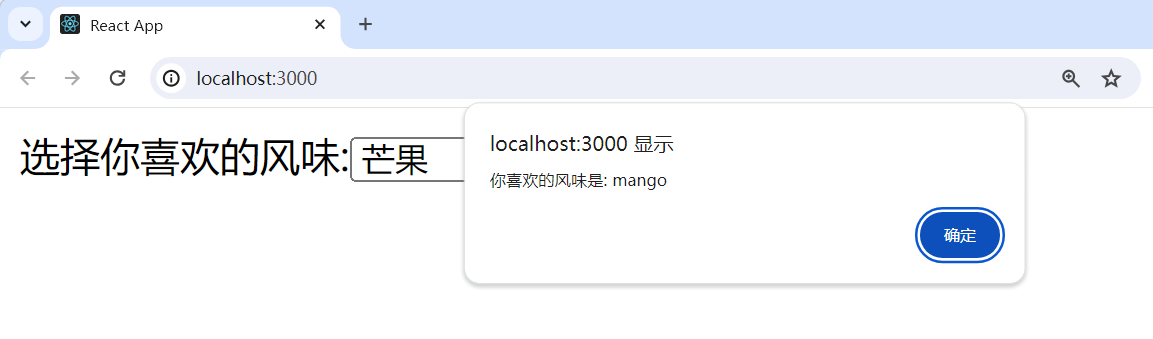 React App
localhost:3000
选择你喜欢的风味:芒果
localhost:3000 显示
你喜欢的风味是: mango
确定